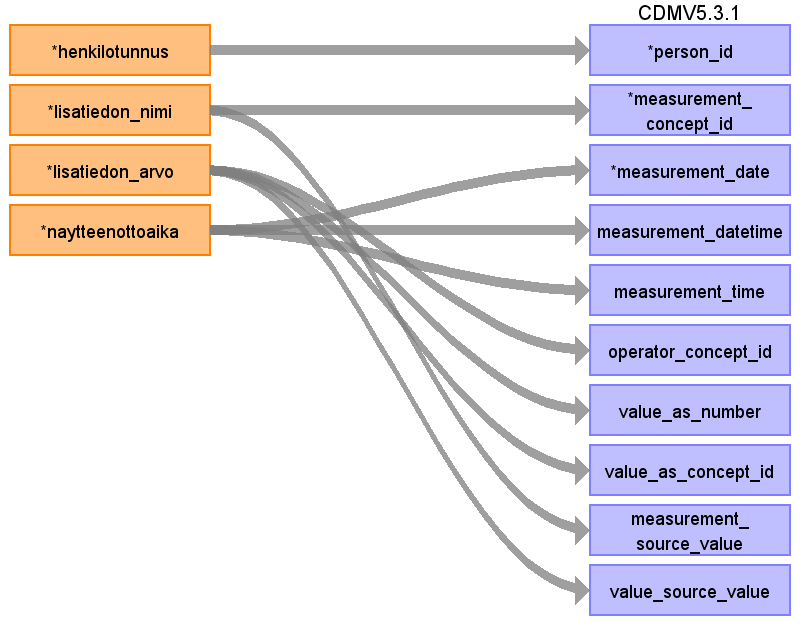 CDMV5.3.1
*henkilotunnus
*lisatiedon_nimi
*lisatiedon_arvo
*naytteenottoaika
*person_id
*measurement_
concept_id
*measurement_date
measurement_datetime
measurement_time
operator_concept_id
value_as_number
value_as_concept_id
measurement_
source_value
value_source_value